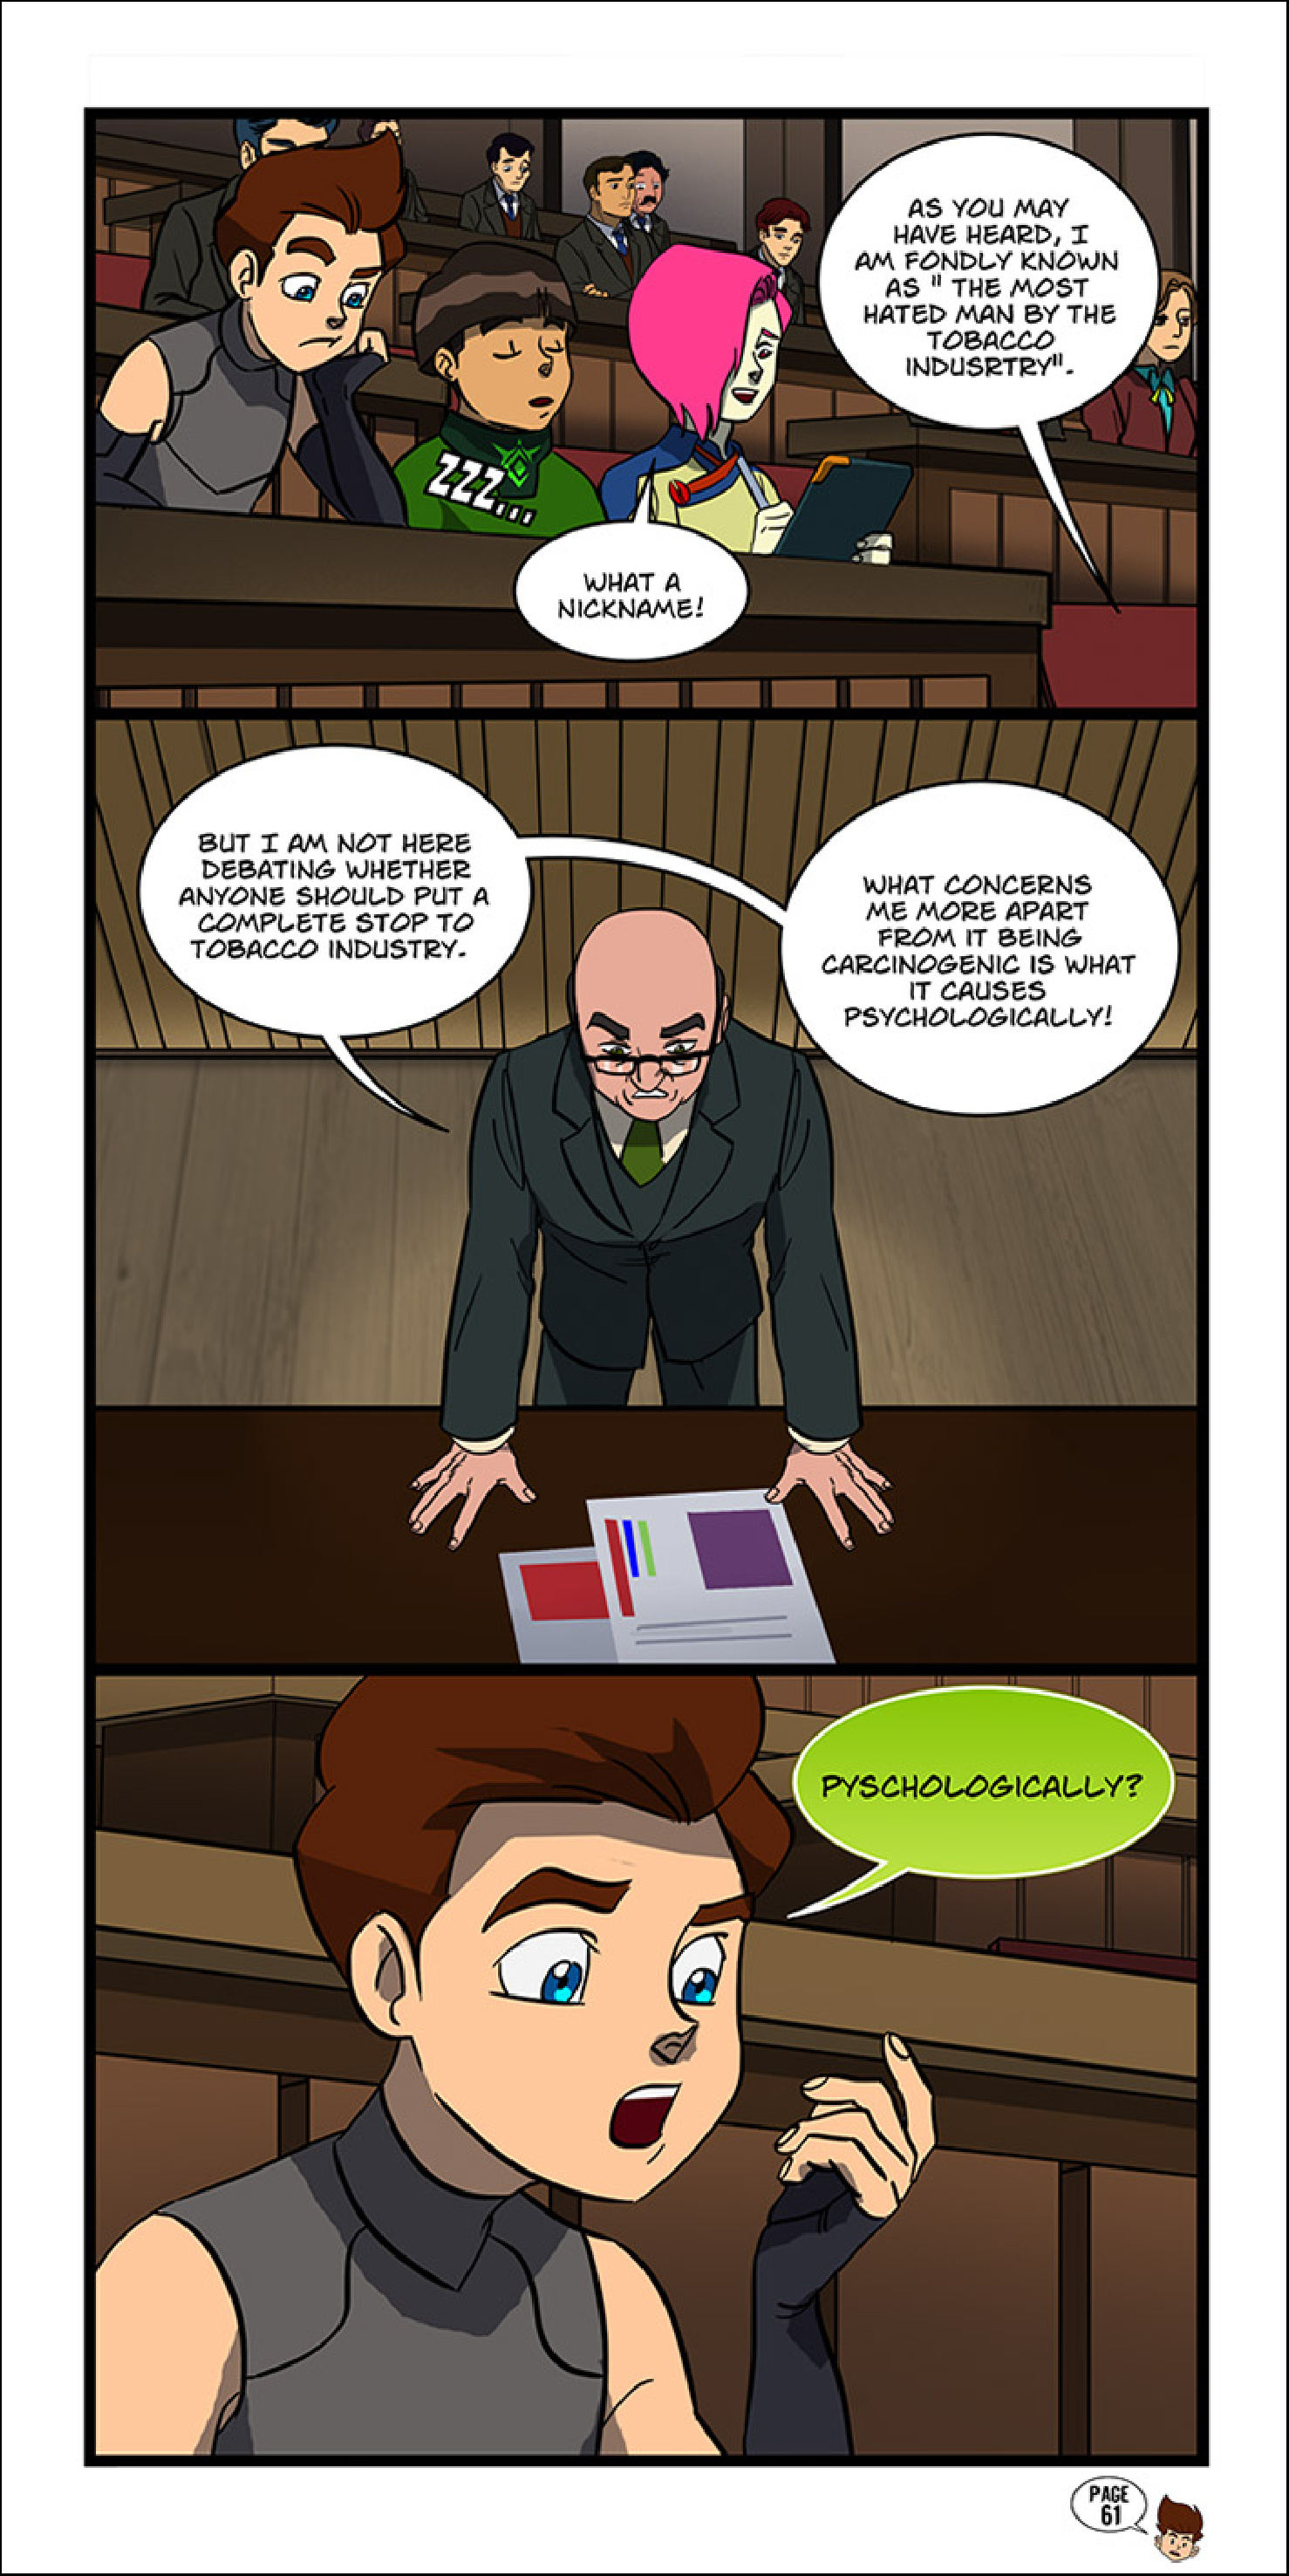 AS YOU MAY
HAVE HEARD, I
AM FONDLY KNOWN
AS " THE MOST
HATED MAN BY THE
TOBACCO
INDUSRTRY".
ZZZ...
WHAT A
NICKNAME!
BUT I AM NOT HERE
DEBATING WHETHER
ANYONE SHOULD PUT A
COMPLETE STOP TO
TOBACCO INDUSTRY.
WHAT CONCERNS
ME MORE APART
FROM IT BEING
CARCINOGENIC IS WHAT
IT CAUSES
PSYCHOLOGICALLY!
PYSCHOLOGICALLY?
PAGE
61